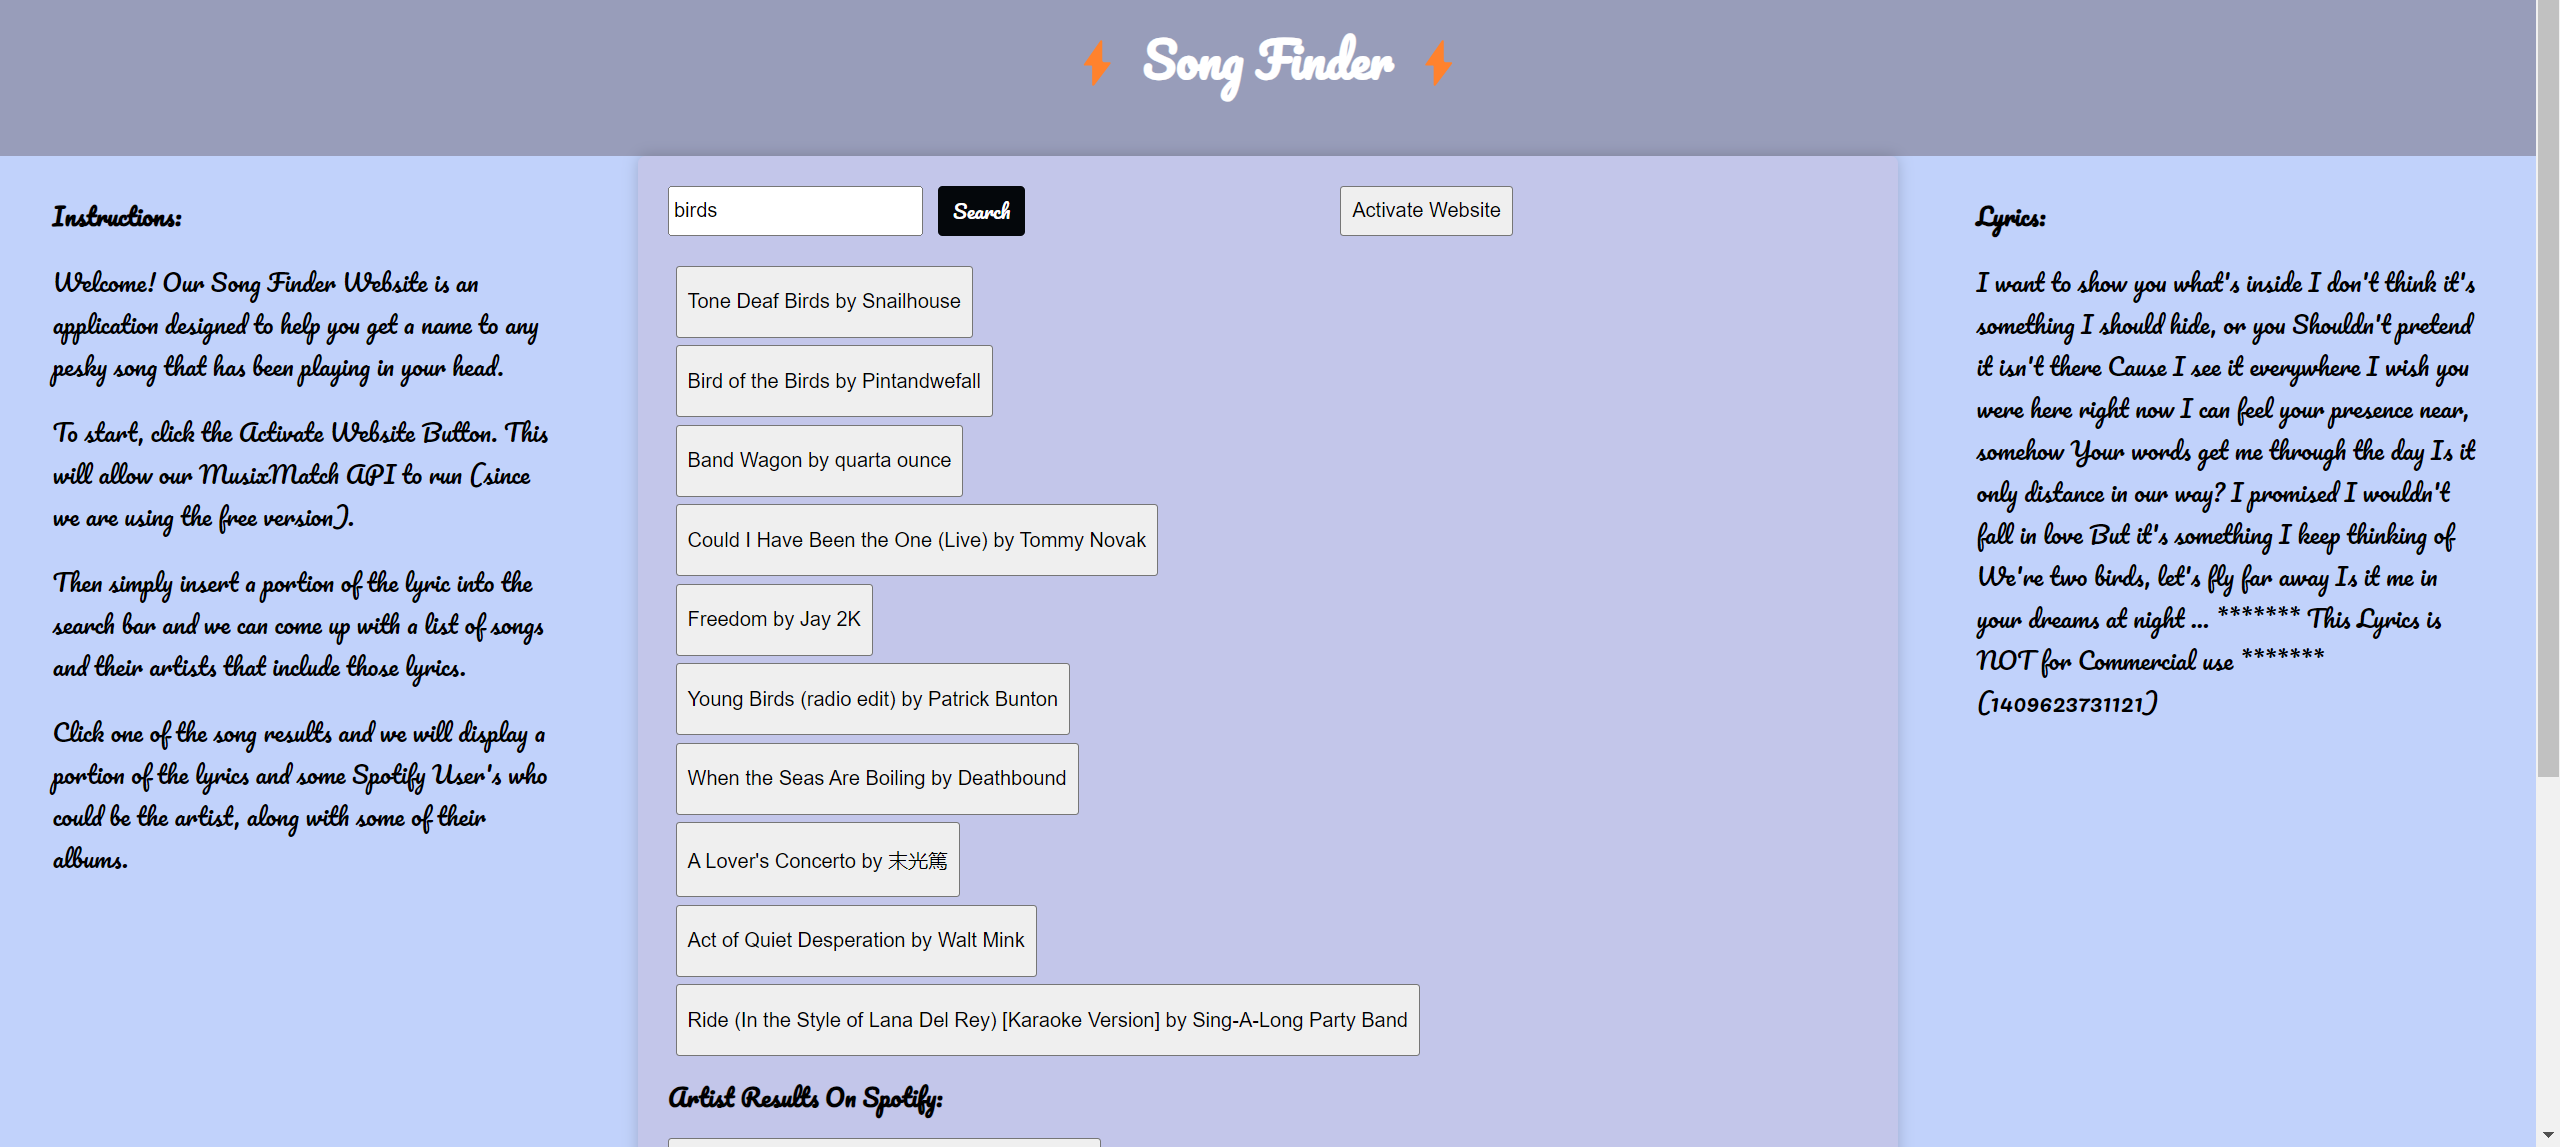 Song Finder
Instructions:
Welcome! Our Song Finder Website is an
application designed to help you get a name to any
pesky song that has been playing in your head.
To start, click the Activate Website Button. This
will allow our MusixMatch API to run (since
we are using the free version).
Then simply insert a portion of the lyric into the
search bar and we can come up with a list of songs
and their artists that include those lyrics.
Click one of the song results and we will display a
portion of the lyrics and some Spotify User's who
could be the artist, along with some of their
albums.
birds
Search
Activate Website
Tone Deaf Birds by Snailhouse
Bird of the Birds by Pintandwefall
Band Wagon by quarta ounce
Could I Have Been the One (Live) by Tommy Novak
Freedom by Jay 2K
Young Birds (radio edit) by Patrick Bunton
When the Seas Are Boiling by Deathbound
A Lover's Concerto by 末光篤
Act of Quiet Desperation by Walt Mink
Ride (In the Style of Lana Del Rey) [Karaoke Version] by Sing-A-Long Party Band
Artist Results On Spotify:
Lyrics:
I want to show you what's inside I don't think it's
something I should hide, or you Shouldn't pretend
it isn't there Cause I see it everywhere I wish you
were here right now I can feel your presence near,
somehow Your words get me through the day Is it
only distance in our way? I promised I wouldn't
fall in love But it's something I keep thinking of
We're two birds, let's fly far away Is it me in
your dreams at night ... ******* This Lyrics is
NOT for Commercial use *******
(1409623731121)